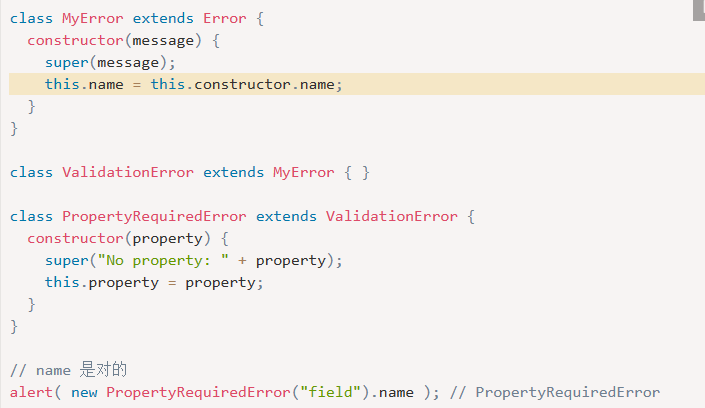 class MyError extends Error {
  constructor(message) {
    super(message);
    this.name = this.constructor.name;
  }
}

class ValidationError extends MyError { }

class PropertyRequiredError extends ValidationError {
  constructor(property) {
    super("No property: " + property);
    this.property = property;
  }
}

// name 是对的
alert( new PropertyRequiredError("field").name ); // PropertyRequiredError